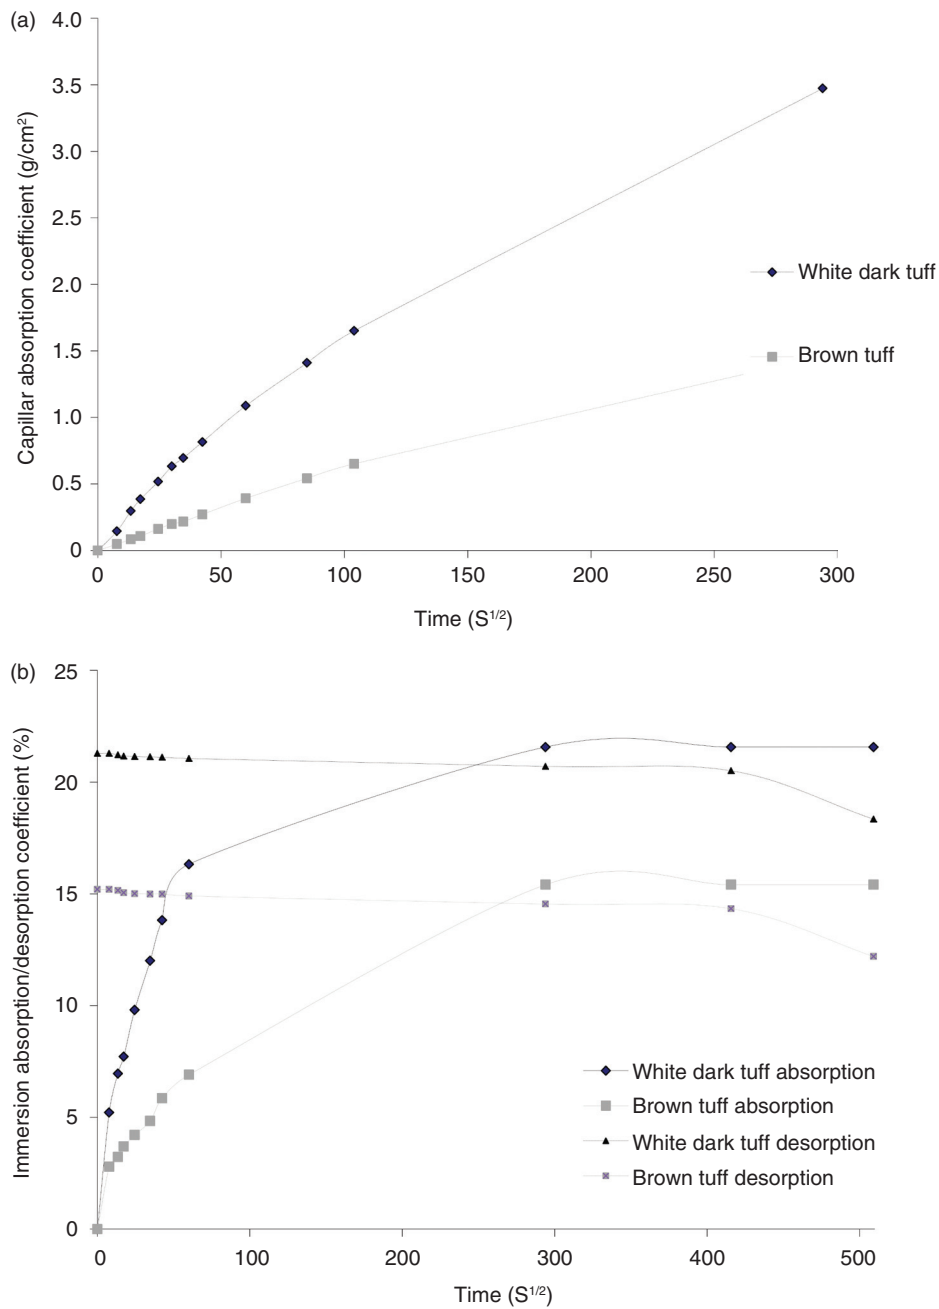 (a)
4.0
3.5
3.0
2.5
2.0
1.5
1.0
0.5
0
Capillar absorption coefficient (g/cm²)
0 50 100 150 200 250 300
Time (S¹/²)
White dark tuff
Brown tuff
(b)
25
20
15
10
5
0
Immersion absorption/desorption coefficient (%)
0 100 200 300 400 500
Time (S¹/²)
White dark tuff absorption
Brown tuff absorption
White dark tuff desorption
Brown tuff desorption